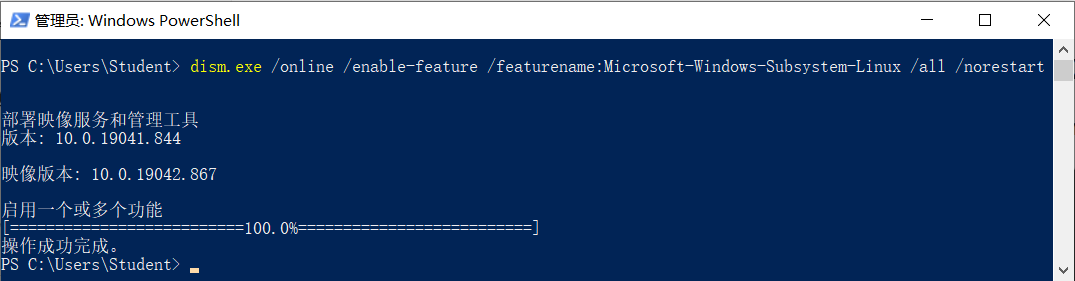 管理员: Windows PowerShell
PS C:\Users\Student> dism.exe /online /enable-feature /featurename:Microsoft-Windows-Subsystem-Linux /all /norestart
部署映像服务和管理工具
版本: 10.0.19041.844
映像版本: 10.0.19042.867
启用一个或多个功能
[==========================100.0%==========================]
操作成功完成。
PS C:\Users\Student>